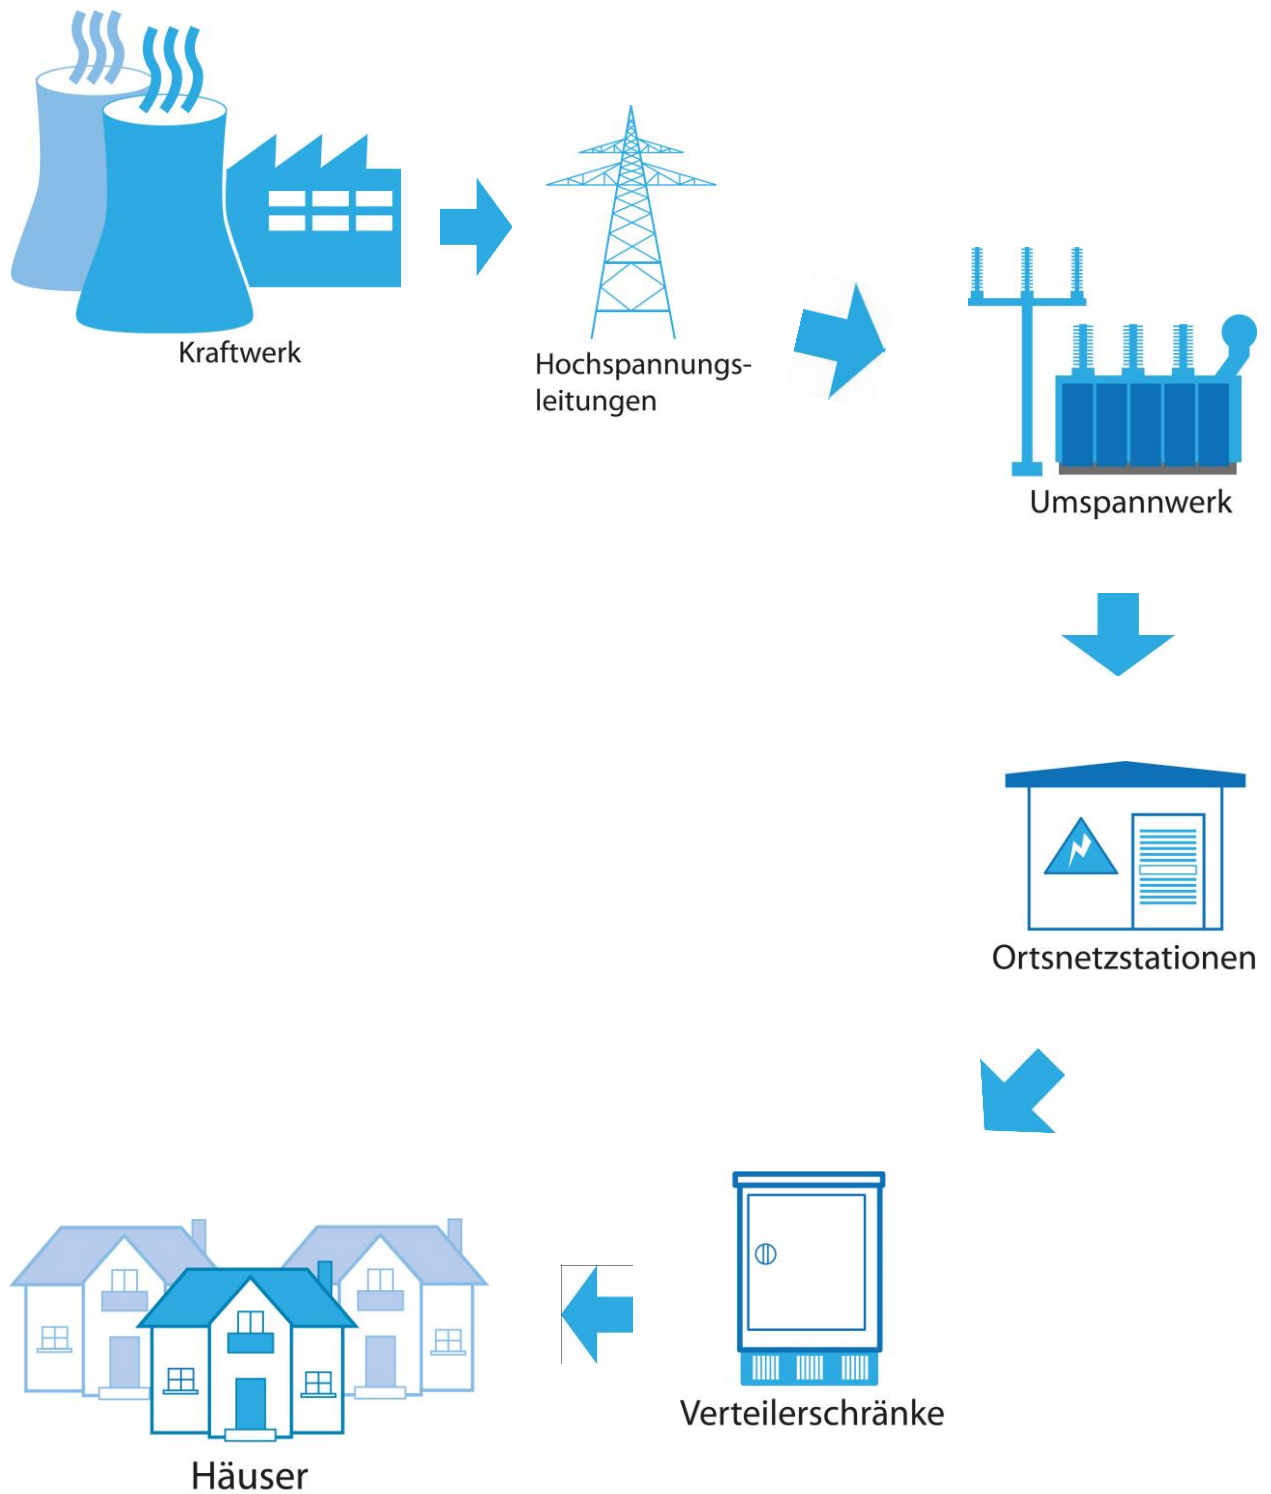 Kraftwerk
Hochspannungs-
leitungen
Umspannwerk
Ortsnetzstationen
Verteilerschränke
Häuser